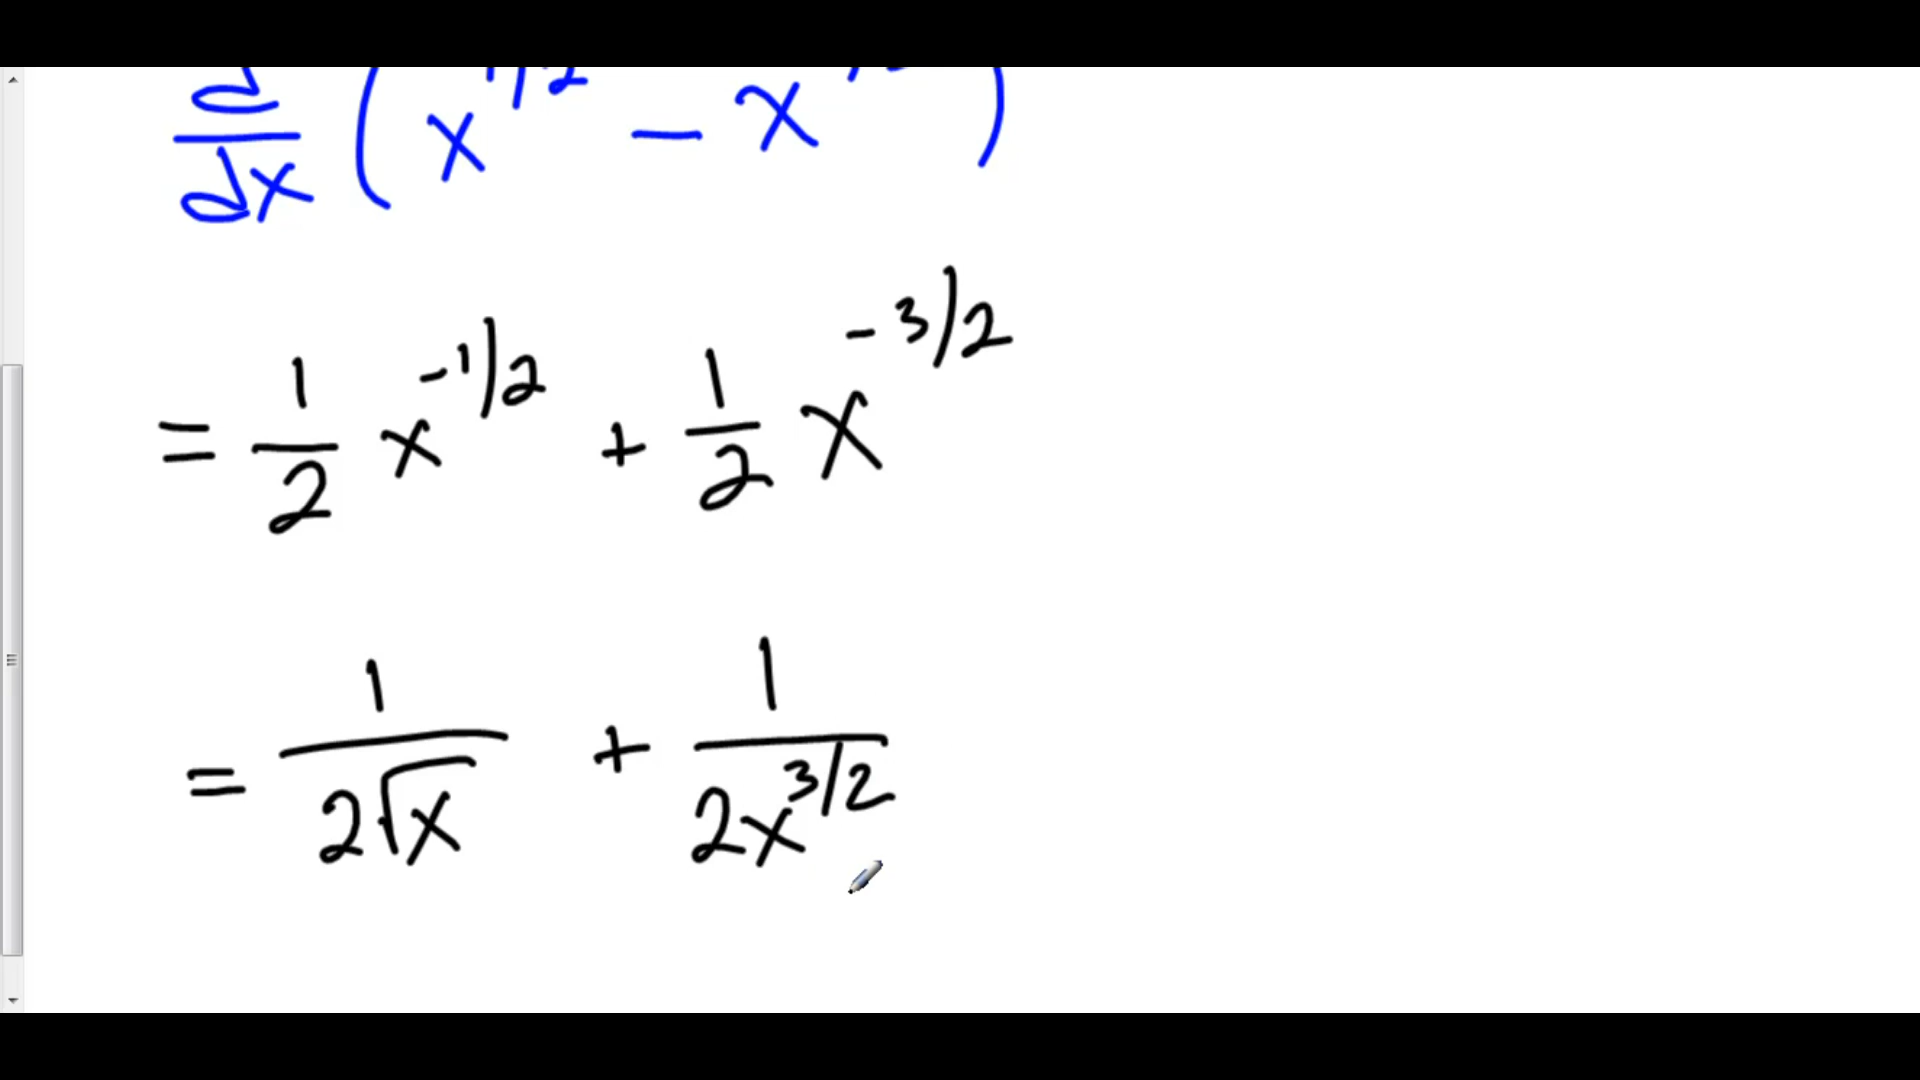 d/dx (x^1/2 - x
= 1/2 x^-1/2 + 1/2 x^-3/2
= 1/2√x + 1/2x^3/2